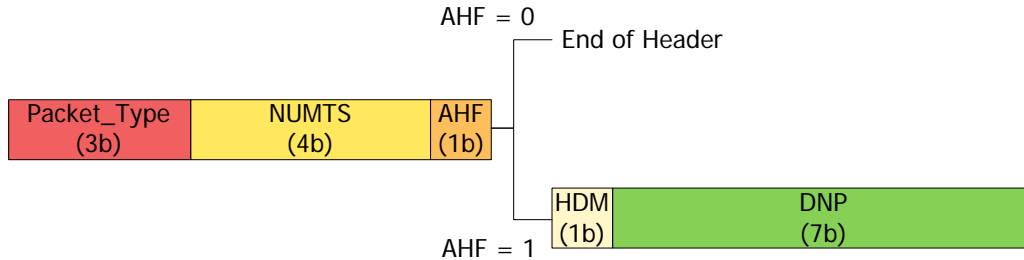 AHF = 0
End of Header
Packet_Type
(3b)
NUMTS
(4b)
AHF
(1b)
HDM
(1b)
DNP
(7b)
AHF = 1